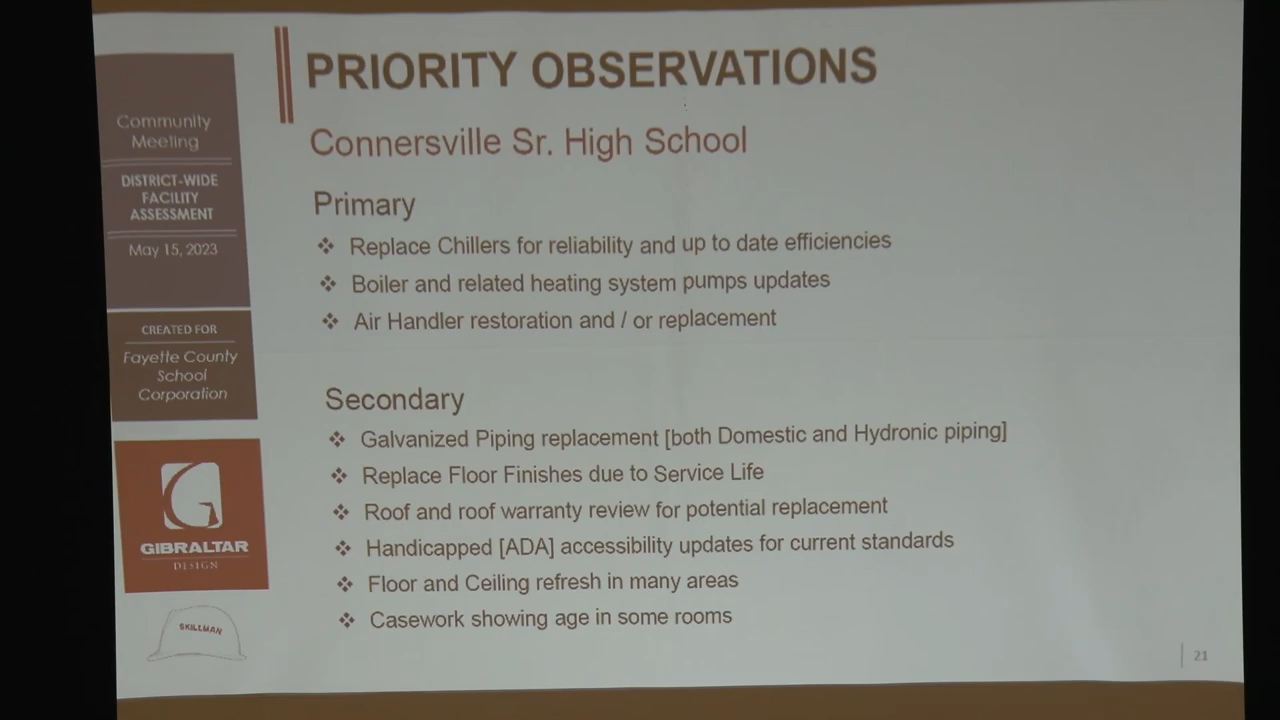 PRIORITY OBSERVATIONS
Connersville Sr. High School
Primary
❖ Replace Chillers for reliability and up to date efficiencies
❖ Boiler and related heating system pumps updates
❖ Air Handler restoration and / or replacement
Secondary
❖ Galvanized Piping replacement [both Domestic and Hydronic piping]
❖ Replace Floor Finishes due to Service Life
❖ Roof and roof warranty review for potential replacement
❖ Handicapped [ADA] accessibility updates for current standards
❖ Floor and Ceiling refresh in many areas
❖ Casework showing age in some rooms
Community
Meeting
DISTRICT-WIDE
FACILITY
ASSESSMENT
May 15, 2023
CREATED FOR
Fayette County
School
Corporation
GIBRALTAR
DESIGN
SKILLMAN
21